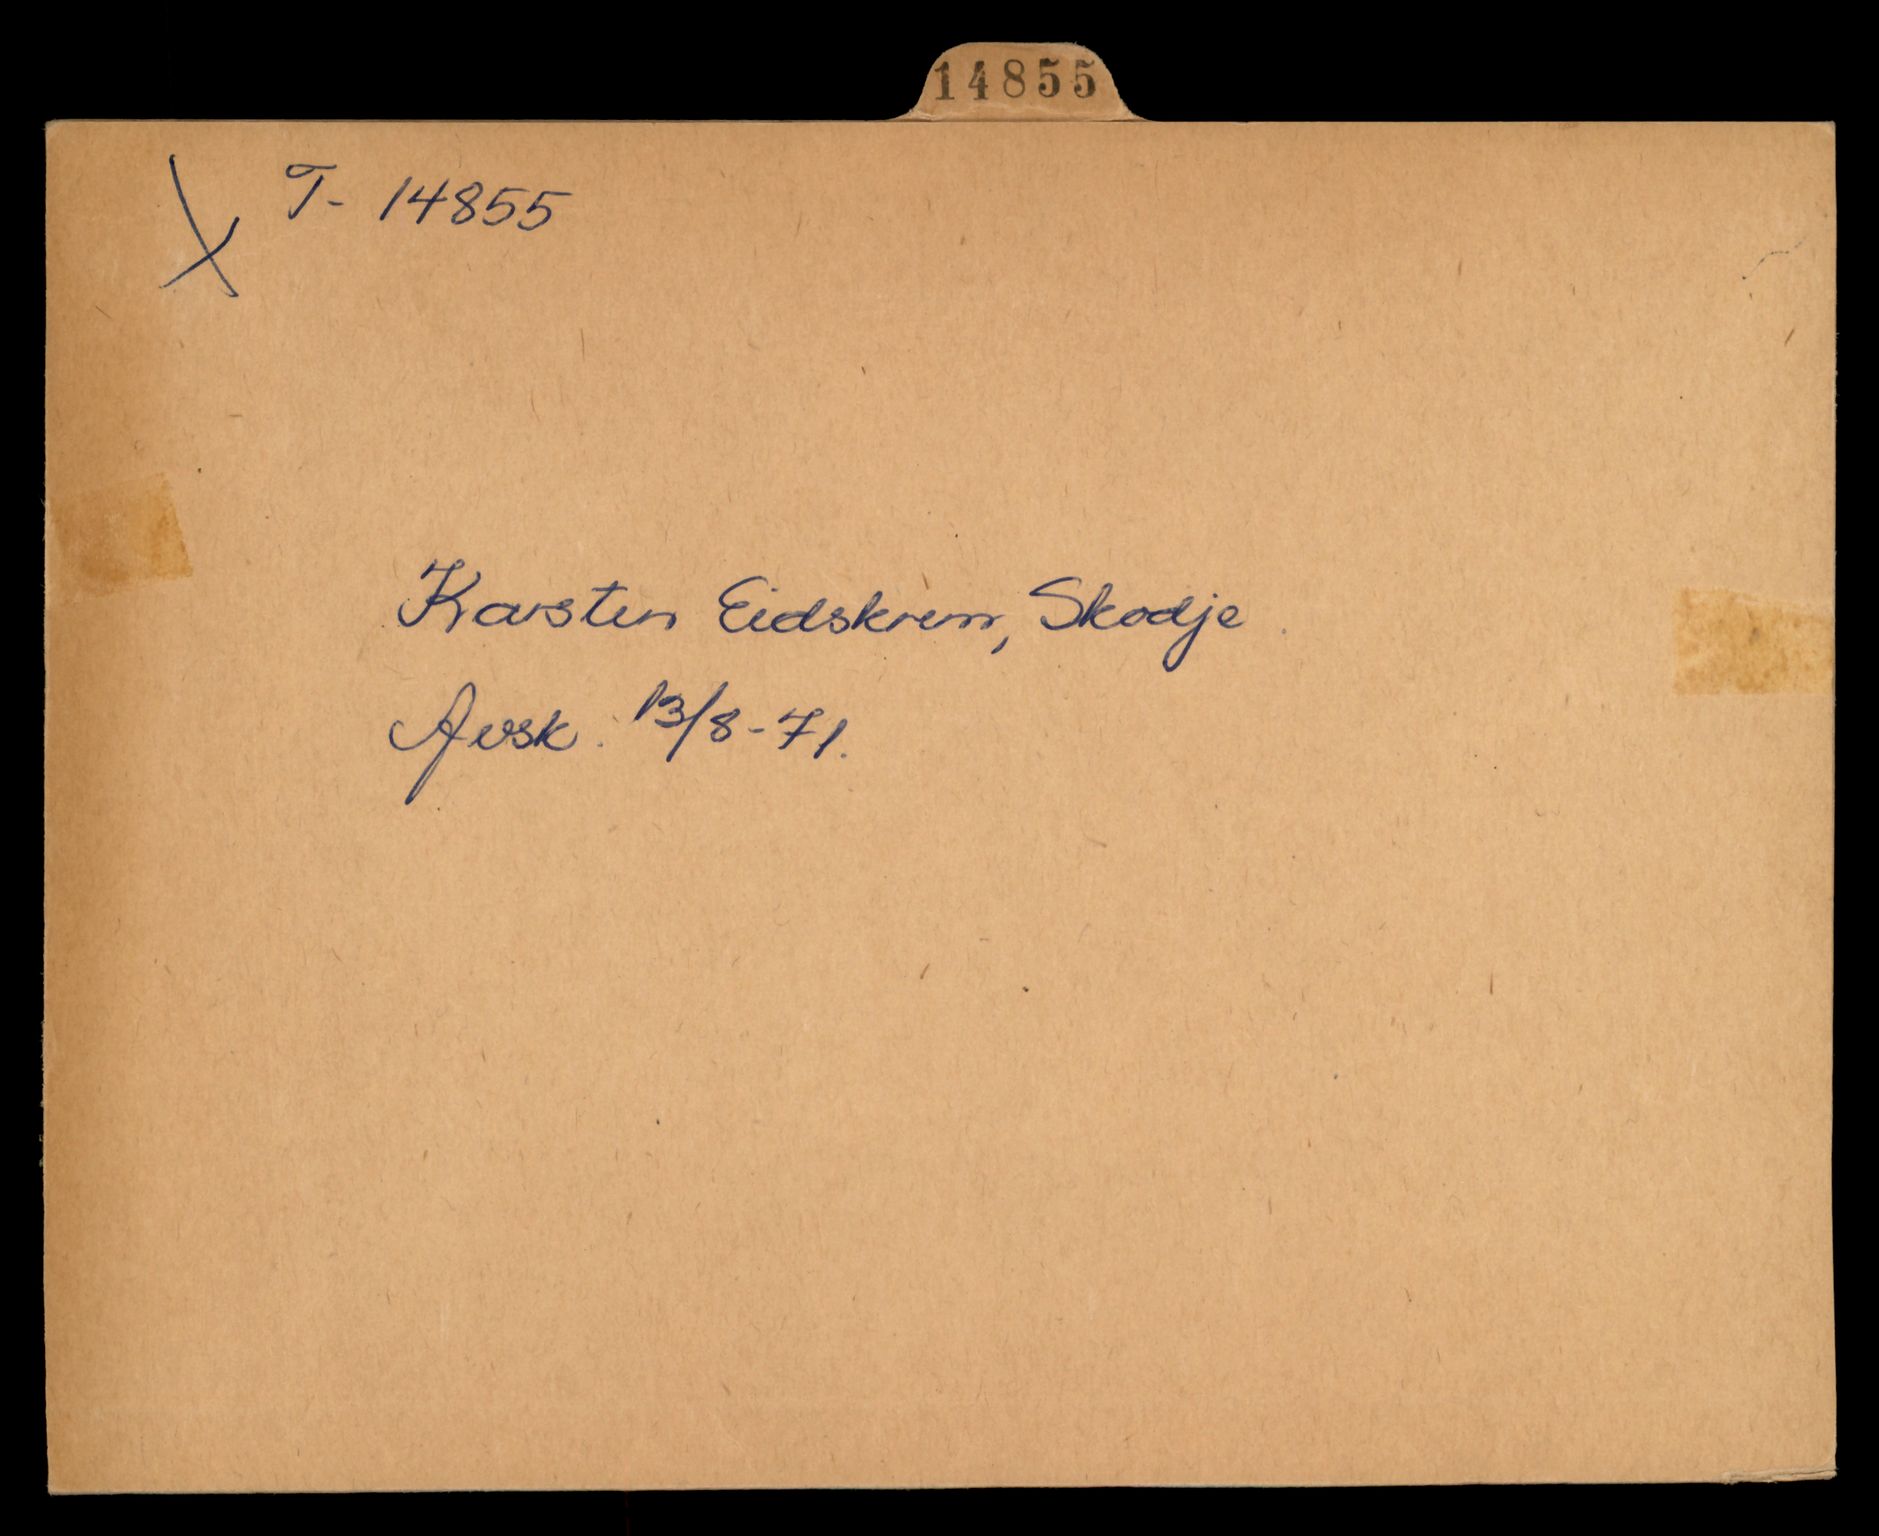 14855
X T- 14855
Karsten Eidskrem, Skodje.
Avsk. 13/8-71.